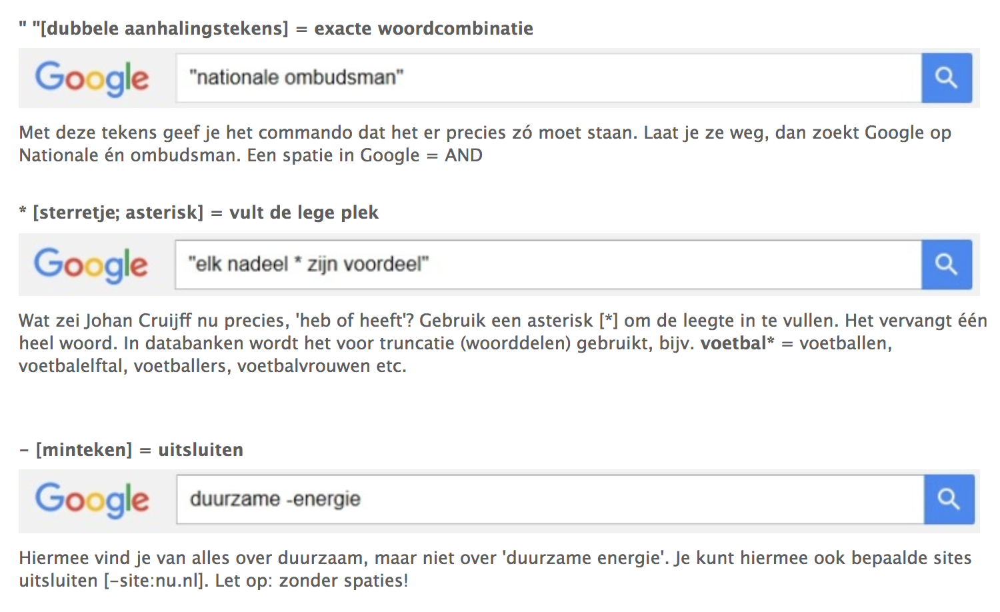 " "[dubbele aanhalingstekens] = exacte woordcombinatie
Google "nationale ombudsman"
Met deze tekens geef je het commando dat het er precies zó moet staan. Laat je ze weg, dan zoekt Google op
Nationale én ombudsman. Een spatie in Google = AND
* [sterretje; asterisk] = vult de lege plek
Google "elk nadeel * zijn voordeel"
Wat zei Johan Cruijff nu precies, 'heb of heeft'? Gebruik een asterisk [*] om de leegte in te vullen. Het vervangt één
heel woord. In databanken wordt het voor truncatie (woorddelen) gebruikt, bijv. voetbal* = voetballen,
voetbalelftal, voetballers, voetbalvrouwen etc.
- [minteken] = uitsluiten
Google duurzame -energie
Hiermee vind je van alles over duurzaam, maar niet over 'duurzame energie'. Je kunt hiermee ook bepaalde sites
uitsluiten [-site:nu.nl]. Let op: zonder spaties!